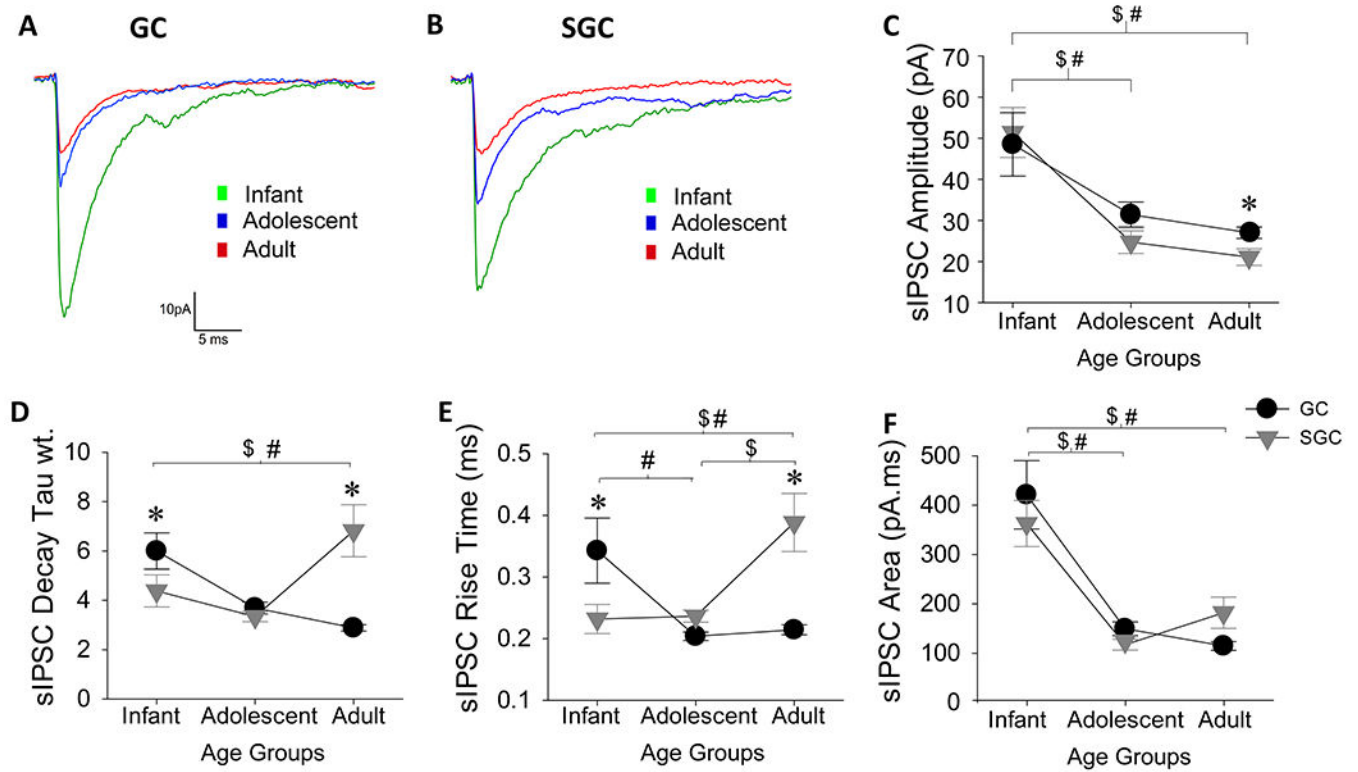 A
GC
Infant
Adolescent
Adult
10pA
5 ms
B
SGC
Infant
Adolescent
Adult
C
$ #
$ #
*
sIPSC Amplitude (pA)
70
60
50
40
30
20
10
Infant Adolescent Adult
Age Groups
D
$ #
*
*
sIPSC Decay Tau wt.
10
8
6
4
2
0
Infant Adolescent Adult
Age Groups
E
$ #
#
$
*
*
sIPSC Rise Time (ms)
0.5
0.4
0.3
0.2
0.1
Infant Adolescent Adult
Age Groups
F
$ #
$ #
GC
SGC
sIPSC Area (pA.ms)
500
400
300
200
100
0
Infant Adolescent Adult
Age Groups